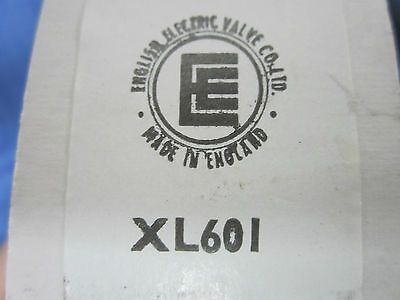 ENGLISH ELECTRIC VALVE CO. LTD.
EE
· MADE IN ENGLAND ·
XL601